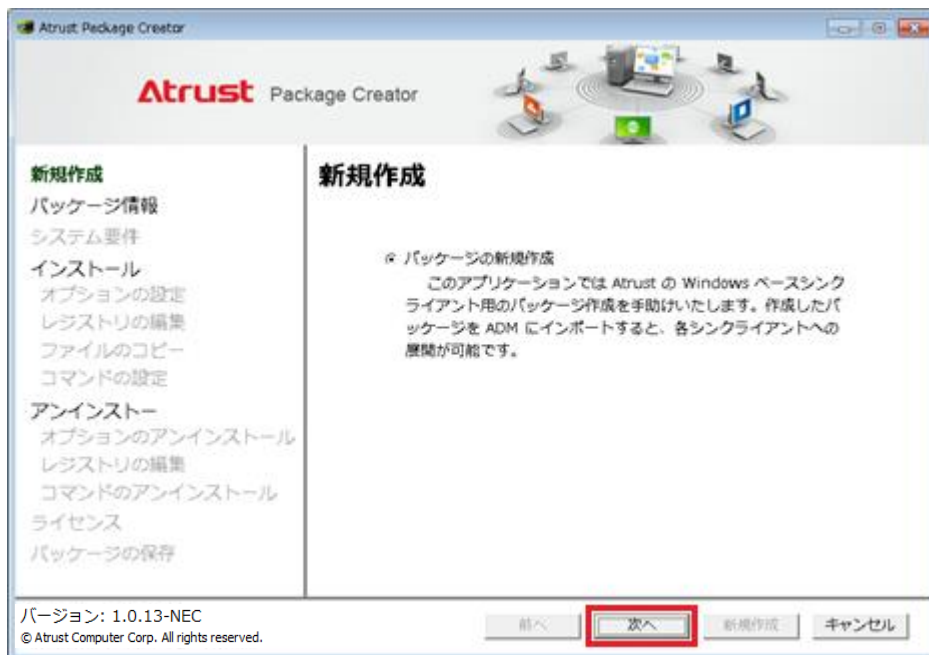 Atrust Package Creator
Atrust Package Creator
新規作成
パッケージ情報
システム要件
インストール
オプションの設定
レジストリの編集
ファイルのコピー
コマンドの設定
アンインストー
オプションのアンインストール
レジストリの編集
コマンドのアンインストール
ライセンス
パッケージの保存
新規作成
パッケージの新規作成
このアプリケーションでは Atrust の Windows ベースシンク
ライアント用のパッケージ作成を手助けいたします。作成したパ
ッケージを ADM にインポートすると、各シンクライアントへの
展開が可能です。
バージョン: 1.0.13-NEC
© Atrust Computer Corp. All rights reserved.
前へ 次へ 新規作成 キャンセル